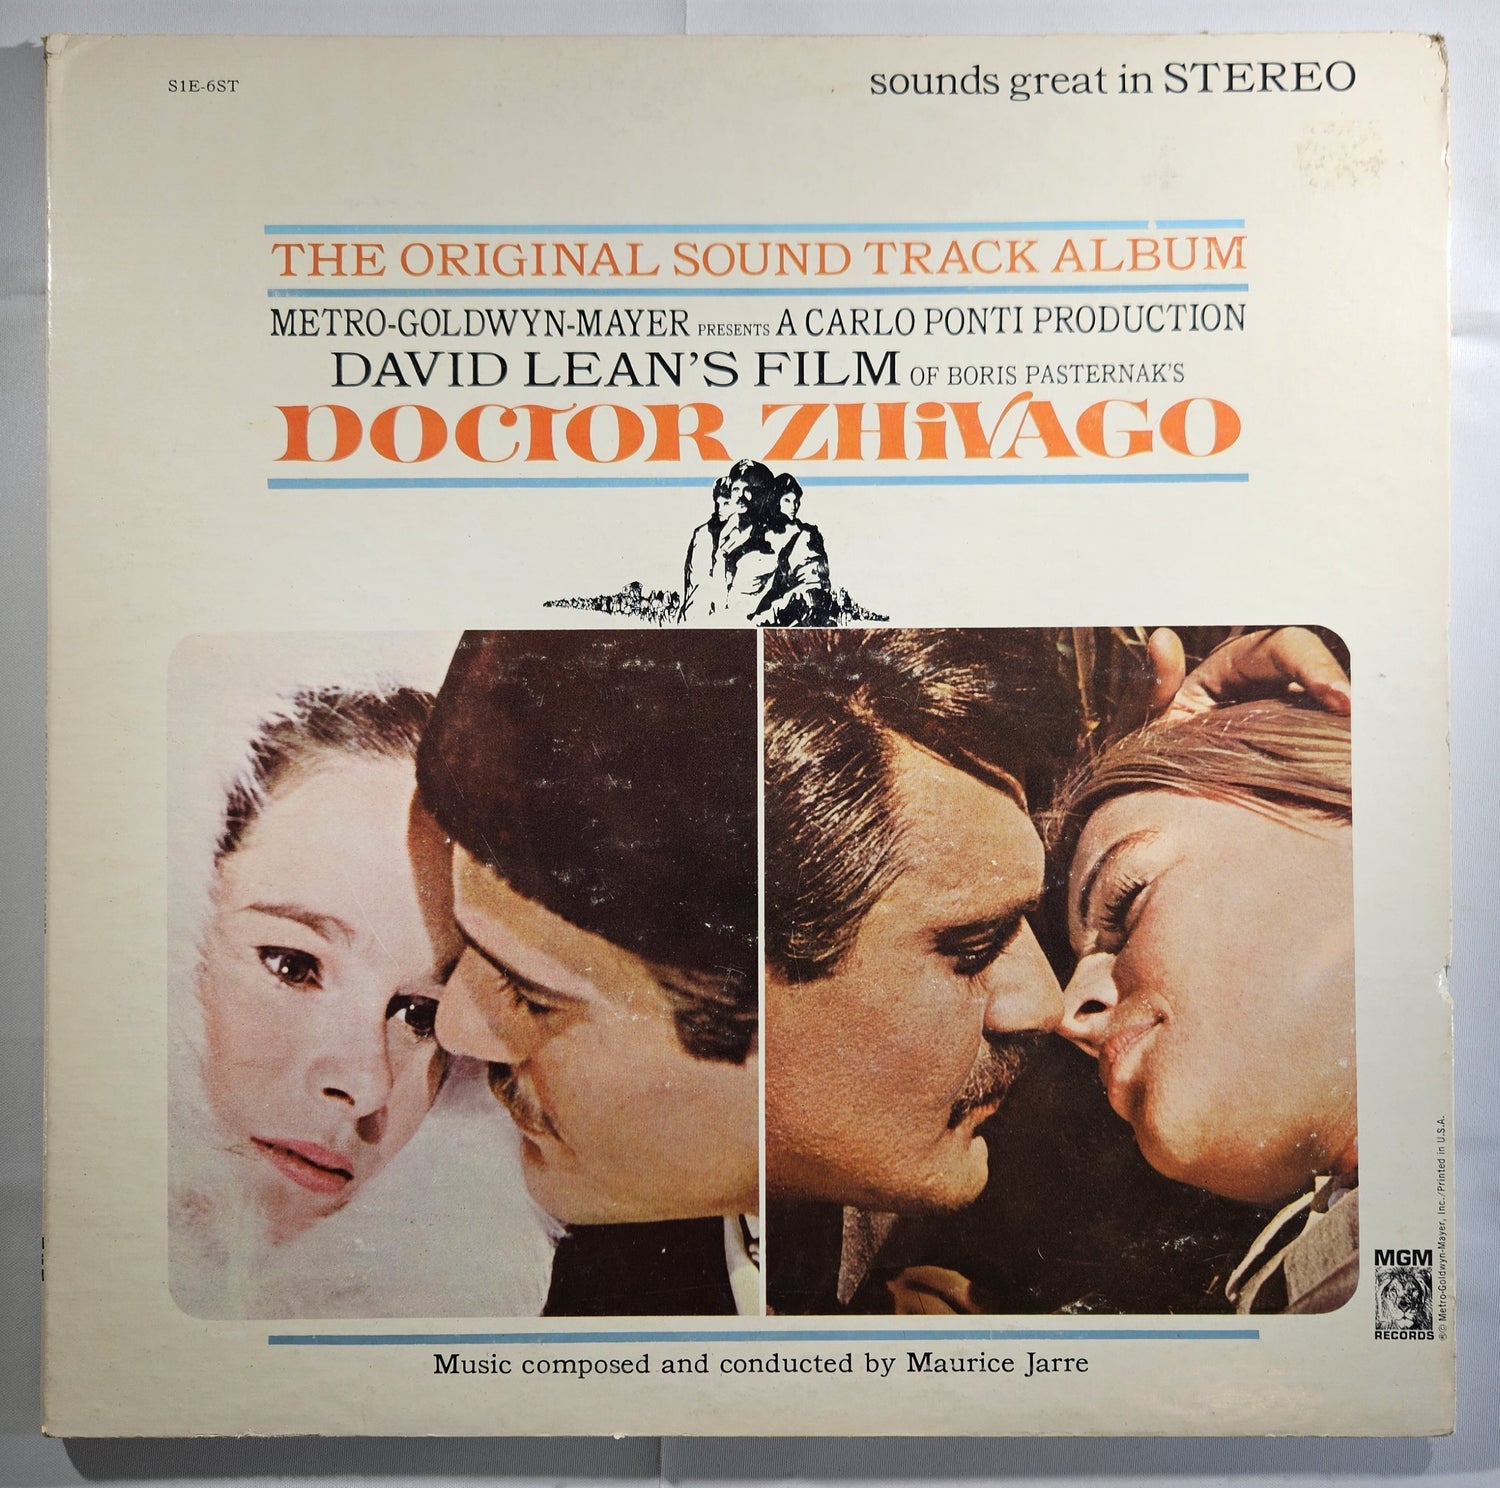 S1E-6ST
sounds great in STEREO
THE ORIGINAL SOUND TRACK ALBUM
METRO-GOLDWYN-MAYER PRESENTS A CARLO PONTI PRODUCTION
DAVID LEAN'S FILM OF BORIS PASTERNAK'S
DOCTOR ZHiVAGO
MGM
RECORDS
®© Metro-Goldwyn-Mayer, Inc./Printed in U.S.A.
Music composed and conducted by Maurice Jarre